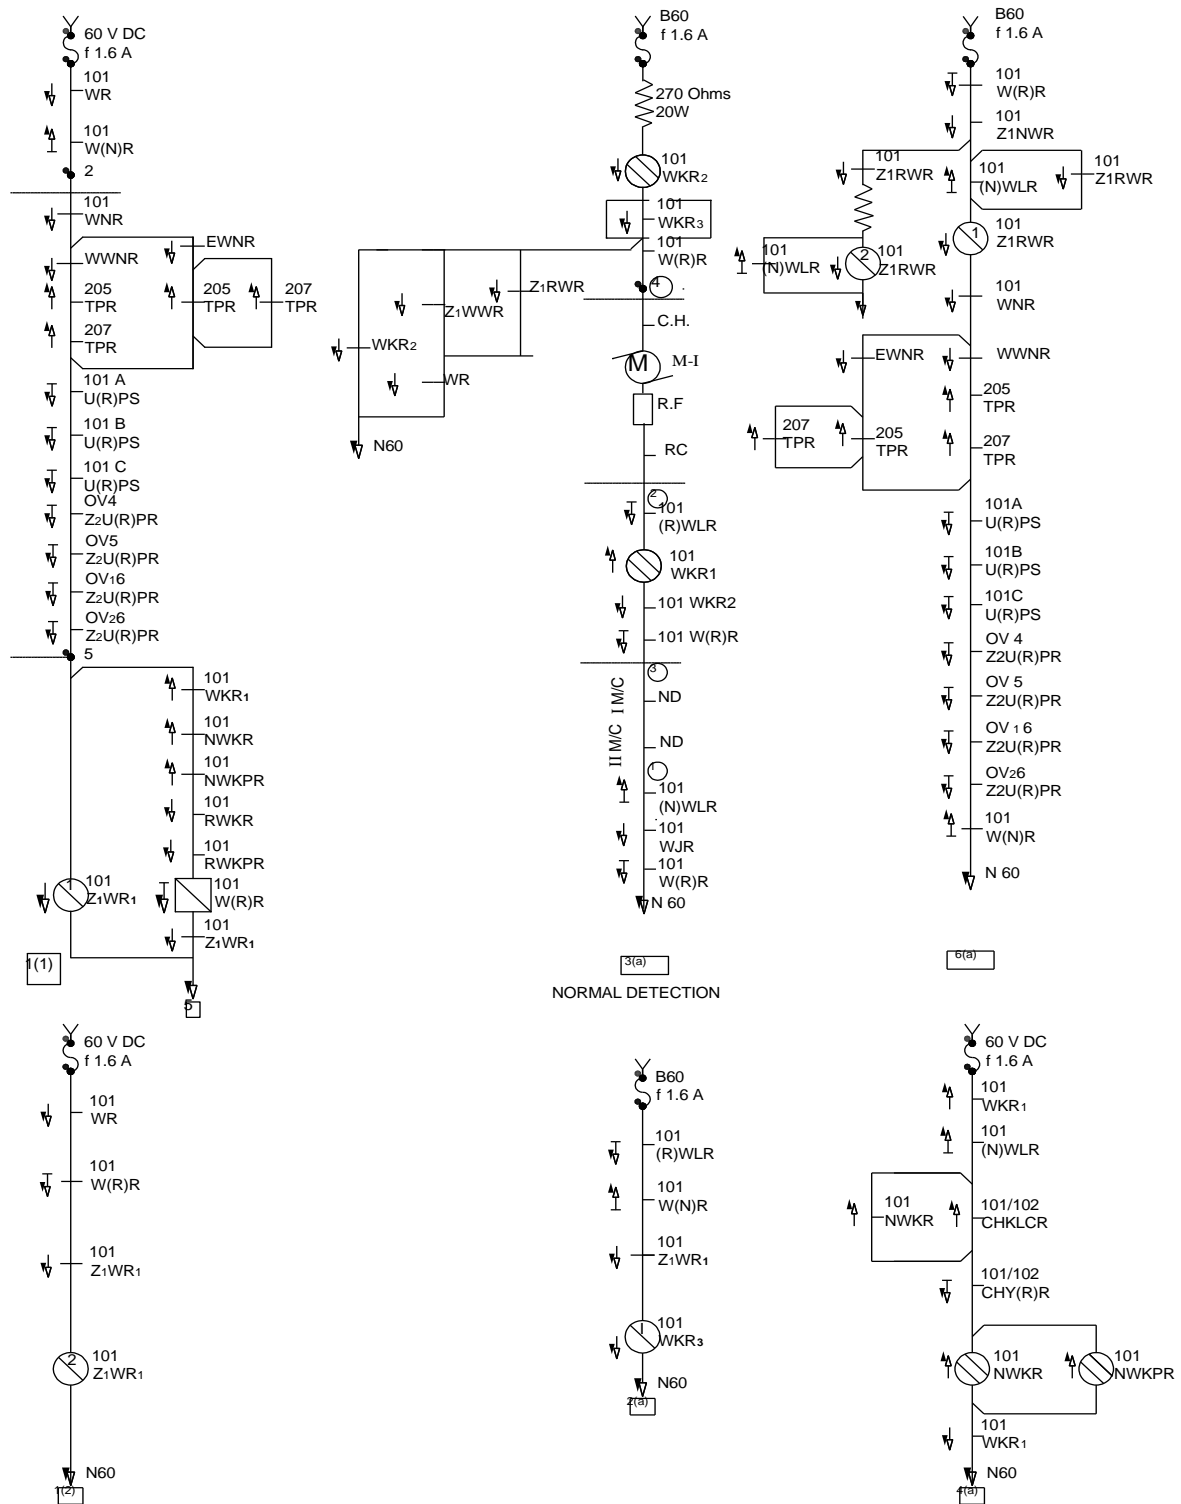 60 V DC
f 1.6 A
101
WR
101
W(N)R
2
101
WNR
EWNR
WWNR
205
TPR
205
TPR
207
TPR
207
TPR
101 A
U(R)PS
101 B
U(R)PS
101 C
U(R)PS
OV4
Z2U(R)PR
OV5
Z2U(R)PR
OV16
Z2U(R)PR
OV26
Z2U(R)PR
5
101
WKR1
101
NWKR
101
NWKPR
101
RWKR
101
RWKPR
1
101
Z1WR1
101
W(R)R
101
Z1WR1
1(1)
5
B60
f 1.6 A
270 Ohms
20W
101
WKR2
101
WKR3
101
W(R)R
4
Z1RWR
Z1WWR
WKR2
WR
N60
C.H.
M
M-I
R.F
RC
2
101
(R)WLR
101
WKR1
101 WKR2
101 W(R)R
3
ND
I M/C
II M/C
ND
1
101
(N)WLR
101
WJR
101
W(R)R
N 60
3(a)
NORMAL DETECTION
B60
f 1.6 A
101
W(R)R
101
Z1NWR
101
Z1RWR
101
(N)WLR
101
Z1RWR
1
101
Z1RWR
101
(N)WLR
2
101
Z1RWR
101
WNR
EWNR
WWNR
205
TPR
207
TPR
205
TPR
207
TPR
101A
U(R)PS
101B
U(R)PS
101C
U(R)PS
OV 4
Z2U(R)PR
OV 5
Z2U(R)PR
OV 1 6
Z2U(R)PR
OV26
Z2U(R)PR
101
W(N)R
N 60
6(a)
60 V DC
f 1.6 A
101
WR
101
W(R)R
101
Z1WR1
2
101
Z1WR1
N60
1(2)
B60
f 1.6 A
101
(R)WLR
101
W(N)R
101
Z1WR1
1
101
WKR3
N60
2(a)
60 V DC
f 1.6 A
101
WKR1
101
(N)WLR
101
NWKR
101/102
CHKLCR
101/102
CHY(R)R
101
NWKR
101
NWKPR
101
WKR1
N60
4(a)